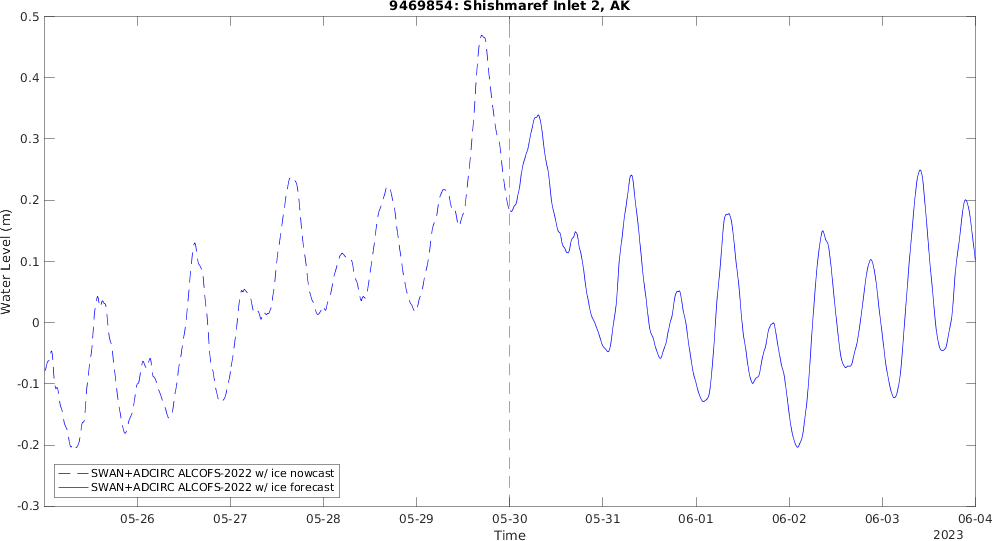 9469854: Shishmaref Inlet 2, AK
0.5
0.4
0.3
0.2
0.1
0
-0.1
-0.2
-0.3
Water Level (m)
SWAN+ADCIRC ALCOFS-2022 w/ ice nowcast
SWAN+ADCIRC ALCOFS-2022 w/ ice forecast
05-26 05-27 05-28 05-29 05-30 05-31 06-01 06-02 06-03 06-04
Time
2023